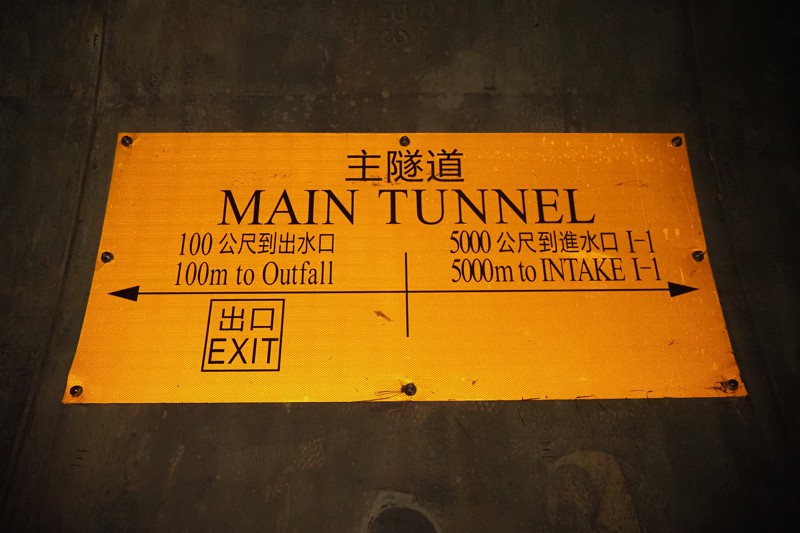 主隧道
MAIN TUNNEL
100 公尺到出水口
100m to Outfall
5000 公尺到進水口 I-1
5000m to INTAKE I-1
出口
EXIT